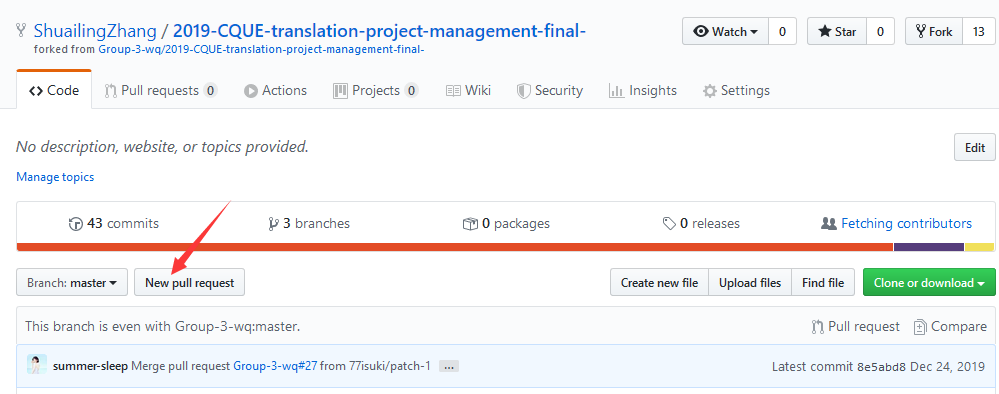 ShuailingZhang / 2019-CQUE-translation-project-management-final-
Watch 0 Star 0 Fork 13
forked from Group-3-wq/2019-CQUE-translation-project-management-final-
Code Pull requests 0 Actions Projects 0 Wiki Security Insights Settings
No description, website, or topics provided.
Edit
Manage topics
43 commits 3 branches 0 packages 0 releases Fetching contributors
Branch: master New pull request Create new file Upload files Find file Clone or download
This branch is even with Group-3-wq:master. Pull request Compare
summer-sleep Merge pull request Group-3-wq#27 from 77isuki/patch-1 ... Latest commit 8e5abd8 Dec 24, 2019